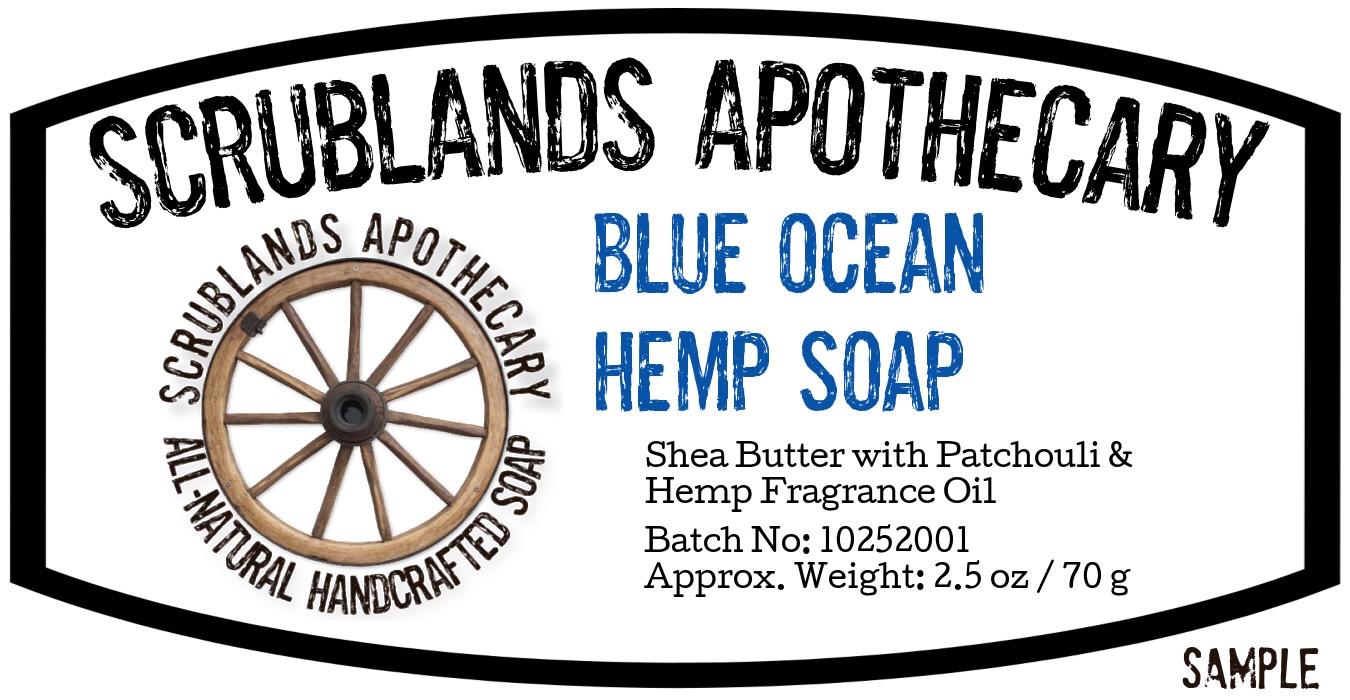 SCRUBLANDS APOTHECARY
SCRUBLANDS APOTHECARY
ALL-NATURAL HANDCRAFTED SOAP
BLUE OCEAN
HEMP SOAP
Shea Butter with Patchouli &
Hemp Fragrance Oil
Batch No: 10252001
Approx. Weight: 2.5 oz / 70 g
SAMPLE